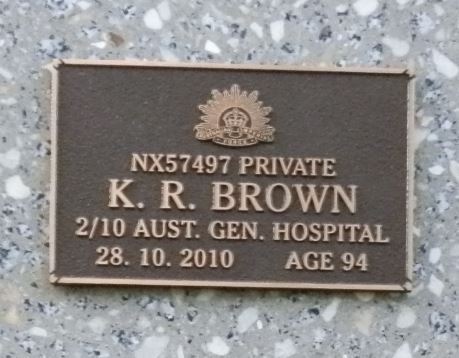 NX57497 PRIVATE
K. R. BROWN
2/10 AUST. GEN. HOSPITAL
28. 10. 2010 AGE 94